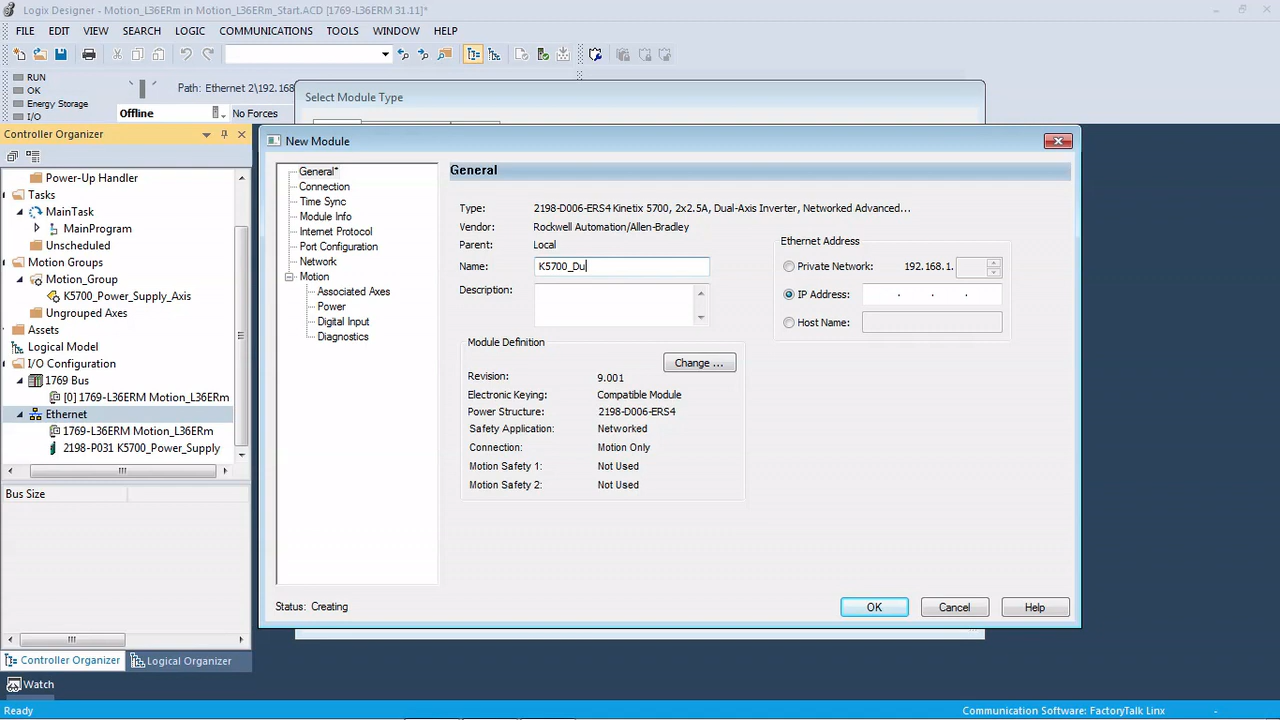 Logix Designer - Motion_L36ERm in Motion_L36ERm_Start.ACD [1769-L36ERM 31.11]*
FILE EDIT VIEW SEARCH LOGIC COMMUNICATIONS TOOLS WINDOW HELP
RUN
OK
Energy Storage
I/O
Path: Ethernet 2\192.168
Offline
No Forces
Select Module Type
Controller Organizer
Power-Up Handler
Tasks
MainTask
MainProgram
Unscheduled
Motion Groups
Motion_Group
K5700_Power_Supply_Axis
Ungrouped Axes
Assets
Logical Model
I/O Configuration
1769 Bus
[0] 1769-L36ERM Motion_L36ERm
Ethernet
1769-L36ERM Motion_L36ERm
2198-P031 K5700_Power_Supply
Bus Size
Controller Organizer
Logical Organizer
Watch
New Module
General*
Connection
Time Sync
Module Info
Internet Protocol
Port Configuration
Network
Motion
Associated Axes
Power
Digital Input
Diagnostics
General
Type: 2198-D006-ERS4 Kinetix 5700, 2x2.5A, Dual-Axis Inverter, Networked Advanced...
Vendor: Rockwell Automation/Allen-Bradley
Parent: Local
Name: K5700_Du
Description:
Ethernet Address
Private Network: 192.168.1.
IP Address: . . .
Host Name:
Module Definition
Change ...
Revision: 9.001
Electronic Keying: Compatible Module
Power Structure: 2198-D006-ERS4
Safety Application: Networked
Connection: Motion Only
Motion Safety 1: Not Used
Motion Safety 2: Not Used
Status: Creating
OK Cancel Help
Ready
Communication Software: FactoryTalk Linx